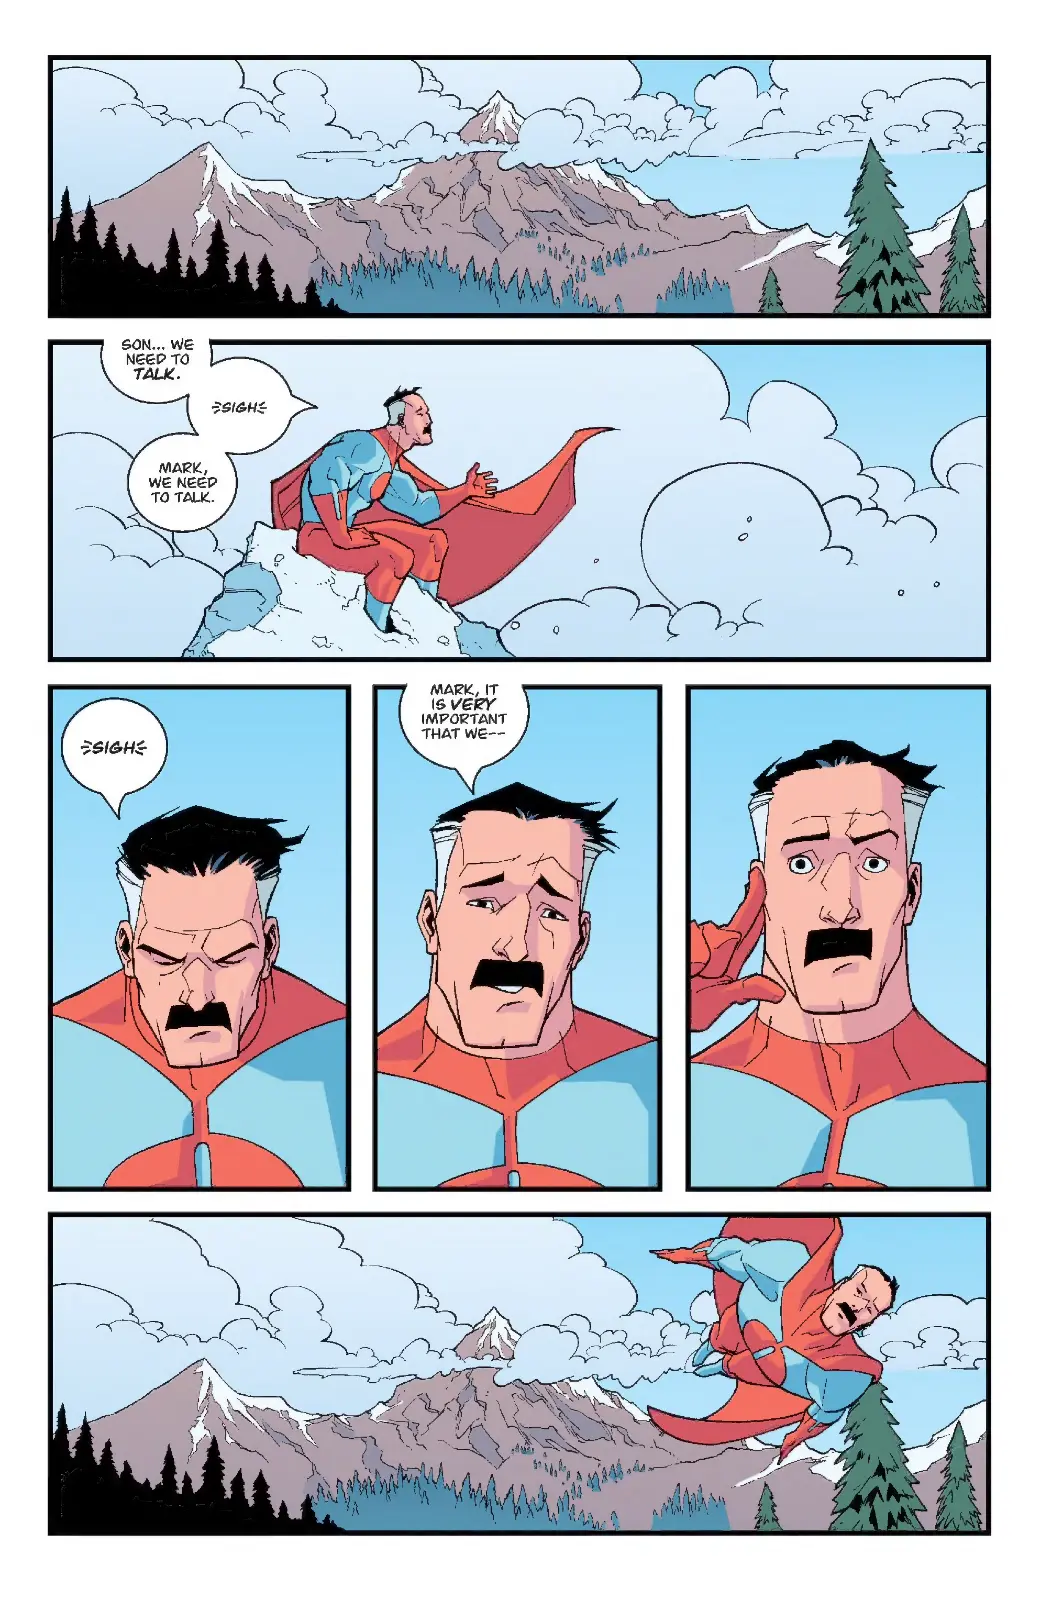 SON... WE
NEED TO
TALK.
SIGH
MARK,
WE NEED
TO TALK.
SIGH
MARK, IT
IS VERY
IMPORTANT
THAT WE--